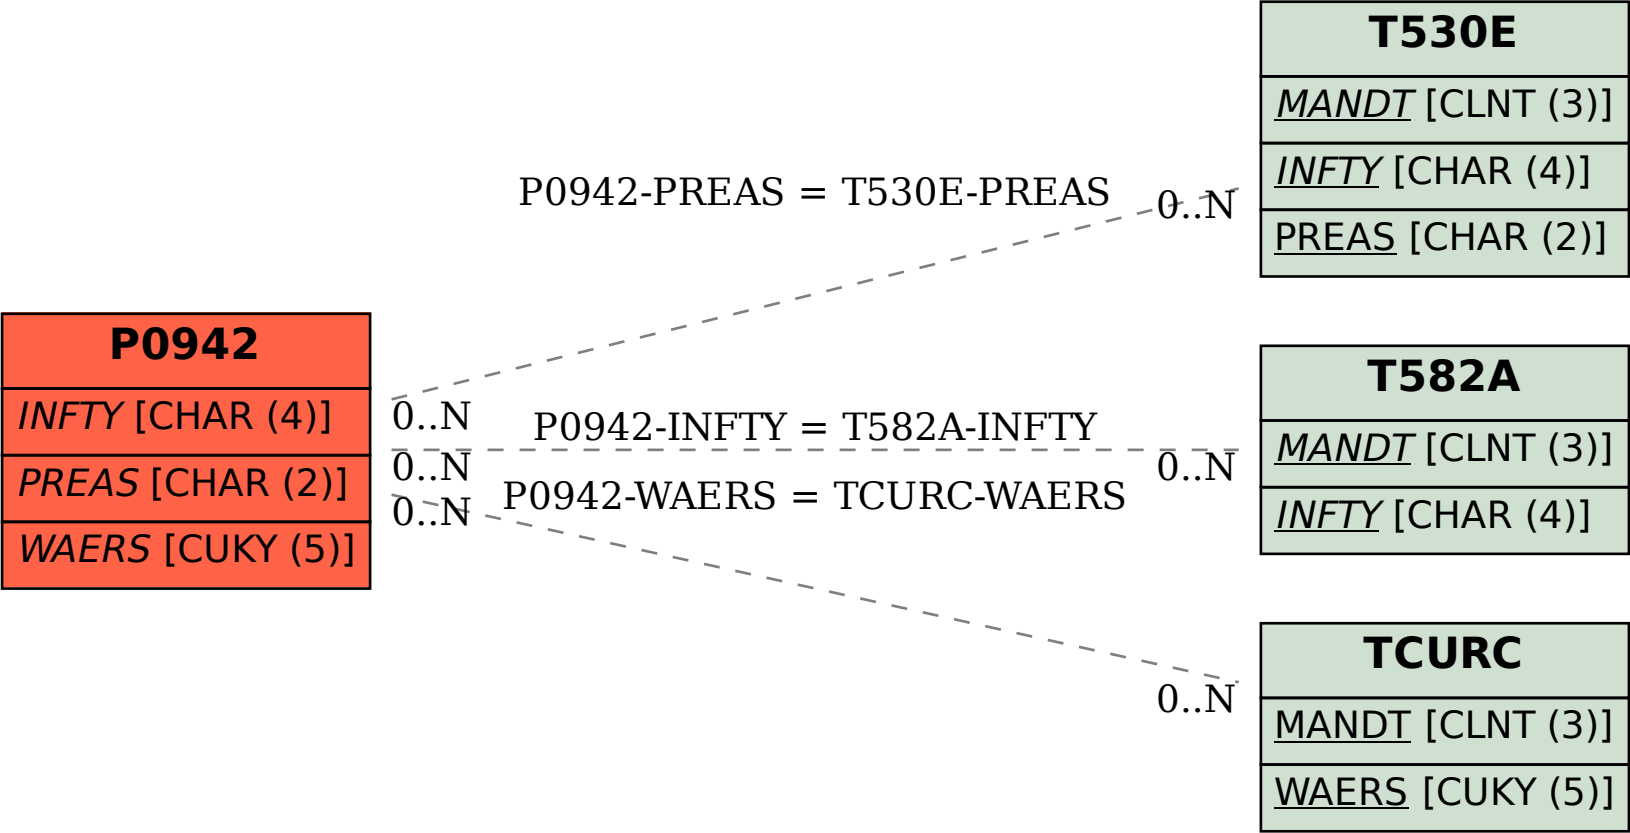 P0942
INFTY [CHAR (4)]
PREAS [CHAR (2)]
WAERS [CUKY (5)]
P0942-PREAS = T530E-PREAS
0..N
0..N
P0942-INFTY = T582A-INFTY
0..N
0..N
P0942-WAERS = TCURC-WAERS
0..N
0..N
T530E
MANDT [CLNT (3)]
INFTY [CHAR (4)]
PREAS [CHAR (2)]
T582A
MANDT [CLNT (3)]
INFTY [CHAR (4)]
TCURC
MANDT [CLNT (3)]
WAERS [CUKY (5)]